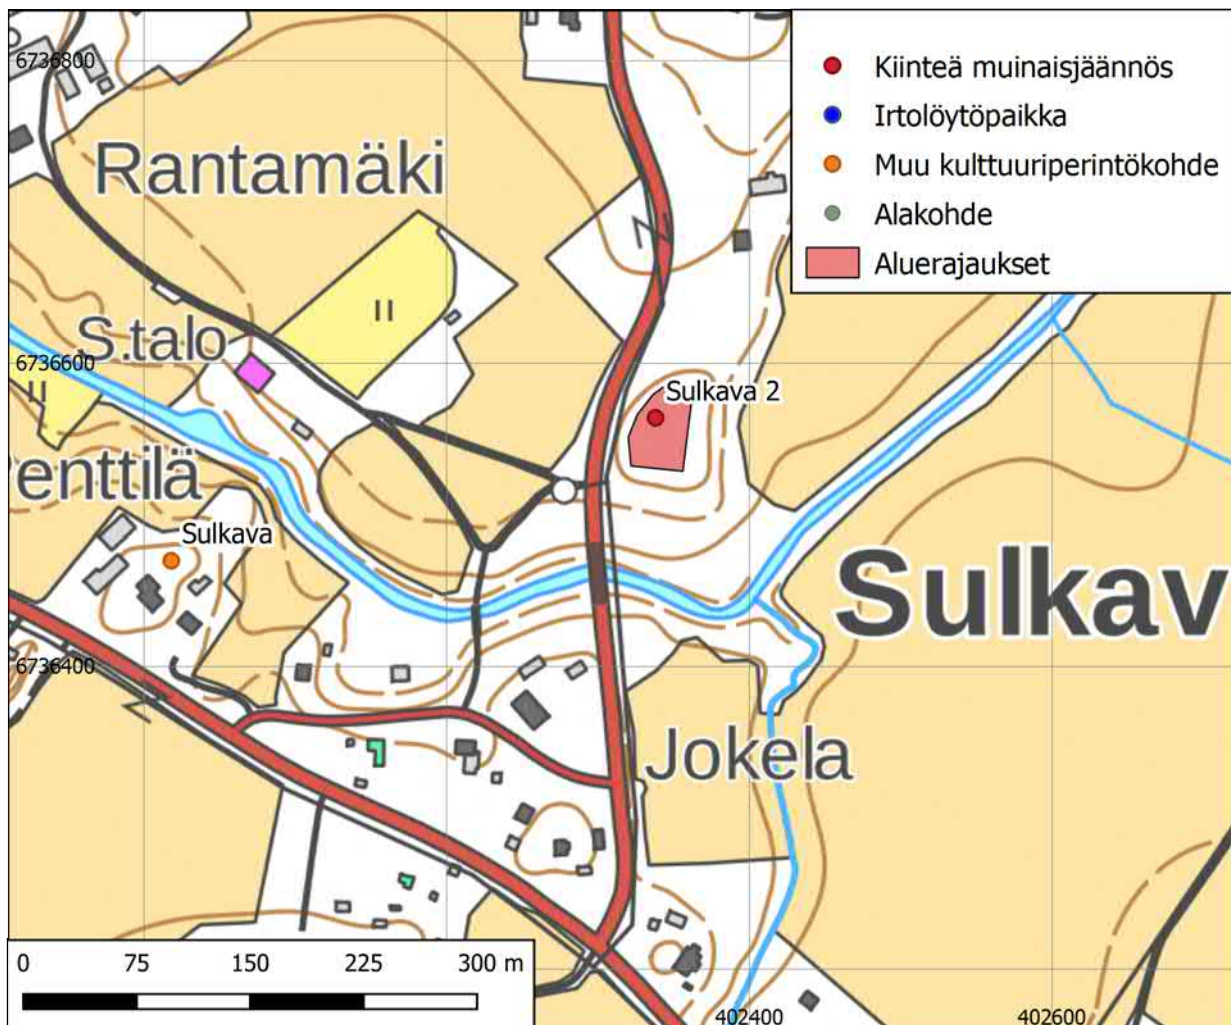 6736800
Kiinteä muinaisjäännös
Irtolöytöpaikka
Muu kulttuuriperintökohde
Alakohde
Aluerajaukset
Rantamäki
II
S.talo
6736600
II
Sulkava 2
enttilä
Sulkava
Sulkav
6736400
Jokela
0 75 150 225 300 m
402400
402600